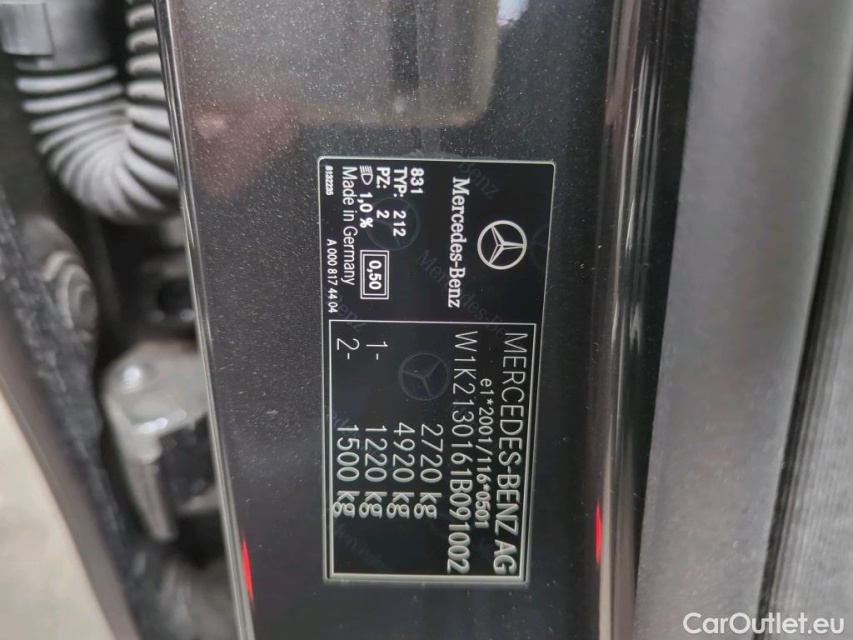 Mercedes-Benz
831
TYP: 212
PZ: 2
1,0 %
0,50
Made in Germany
8132235
A 000 817 44 04
MERCEDES-BENZ AG
e1*2001/116*0501
W1K2130161B091002
2720 kg
4920 kg
1- 1220 kg
2- 1500 kg
CarOutlet.eu